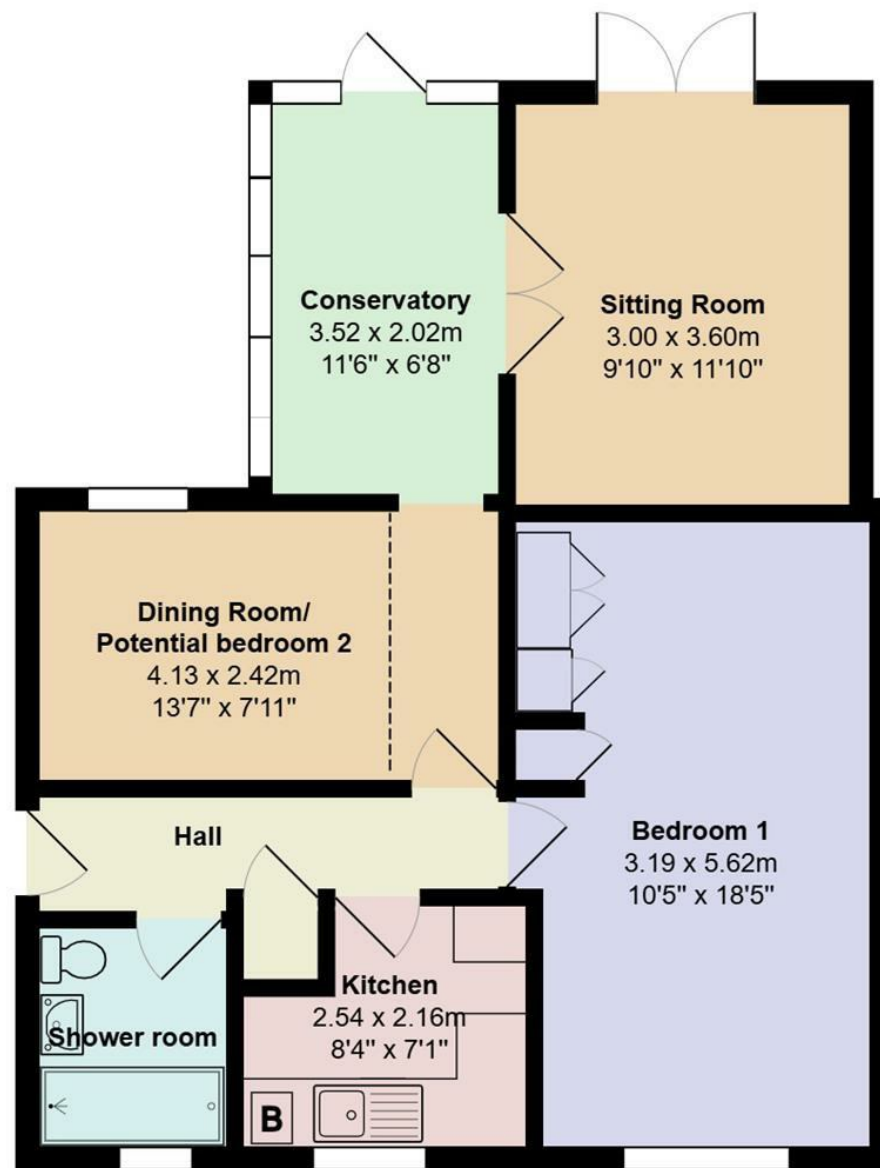 Conservatory
3.52 x 2.02m
11'6" x 6'8"
Sitting Room
3.00 x 3.60m
9'10" x 11'10"
Dining Room/
Potential bedroom 2
4.13 x 2.42m
13'7" x 7'11"
Hall
Bedroom 1
3.19 x 5.62m
10'5" x 18'5"
Kitchen
2.54 x 2.16m
8'4" x 7'1"
Shower room
B